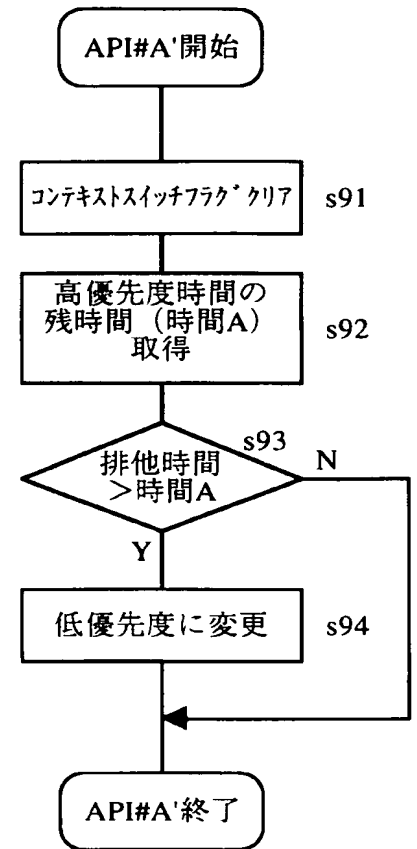 API#A'開始
コンテキストスイッチフラグクリア
s91
高優先度時間の
残時間（時間A）
取得
s92
s93
排他時間
＞時間A
N
Y
低優先度に変更
s94
API#A'終了